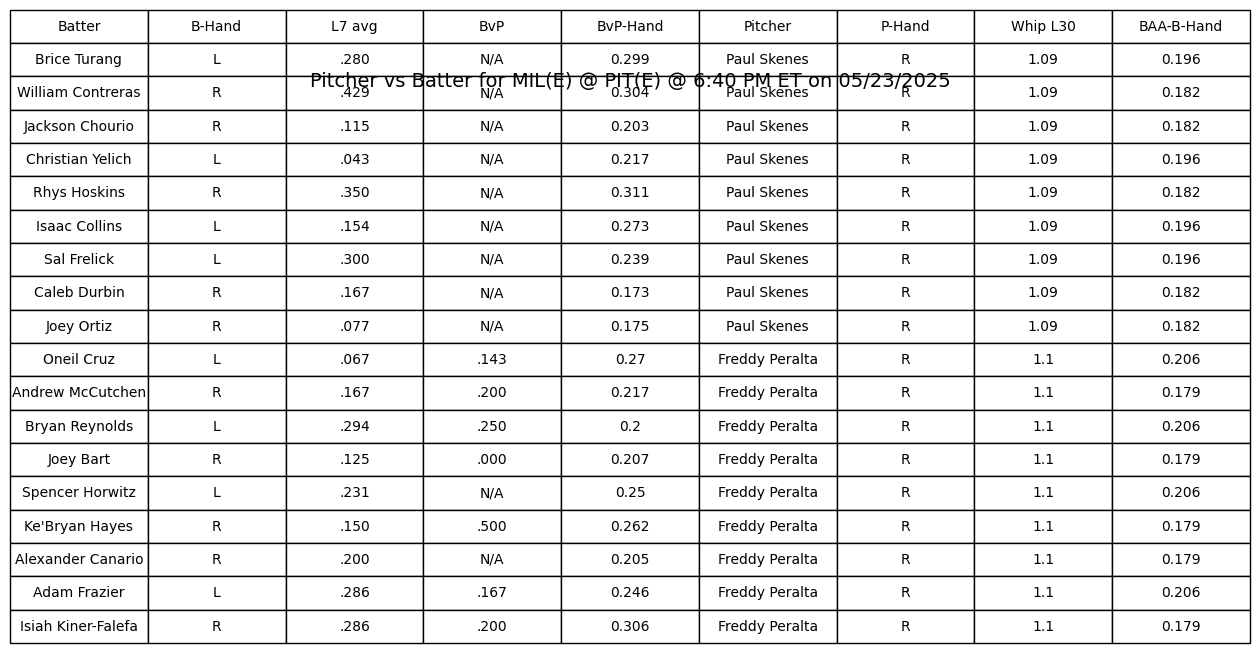 Batter B-Hand L7 avg BvP BvP-Hand Pitcher P-Hand Whip L30 BAA-B-Hand
Brice Turang L .280 N/A 0.299 Paul Skenes R 1.09 0.196
Pitcher vs Batter for MIL(E) @ PIT(E) @ 6:40 PM ET on 05/23/2025
William Contreras R .429 N/A 0.304 Paul Skenes R 1.09 0.182
Jackson Chourio R .115 N/A 0.203 Paul Skenes R 1.09 0.182
Christian Yelich L .043 N/A 0.217 Paul Skenes R 1.09 0.196
Rhys Hoskins R .350 N/A 0.311 Paul Skenes R 1.09 0.182
Isaac Collins L .154 N/A 0.273 Paul Skenes R 1.09 0.196
Sal Frelick L .300 N/A 0.239 Paul Skenes R 1.09 0.196
Caleb Durbin R .167 N/A 0.173 Paul Skenes R 1.09 0.182
Joey Ortiz R .077 N/A 0.175 Paul Skenes R 1.09 0.182
Oneil Cruz L .067 .143 0.27 Freddy Peralta R 1.1 0.206
Andrew McCutchen R .167 .200 0.217 Freddy Peralta R 1.1 0.179
Bryan Reynolds L .294 .250 0.2 Freddy Peralta R 1.1 0.206
Joey Bart R .125 .000 0.207 Freddy Peralta R 1.1 0.179
Spencer Horwitz L .231 N/A 0.25 Freddy Peralta R 1.1 0.206
Ke'Bryan Hayes R .150 .500 0.262 Freddy Peralta R 1.1 0.179
Alexander Canario R .200 N/A 0.205 Freddy Peralta R 1.1 0.179
Adam Frazier L .286 .167 0.246 Freddy Peralta R 1.1 0.206
Isiah Kiner-Falefa R .286 .200 0.306 Freddy Peralta R 1.1 0.179